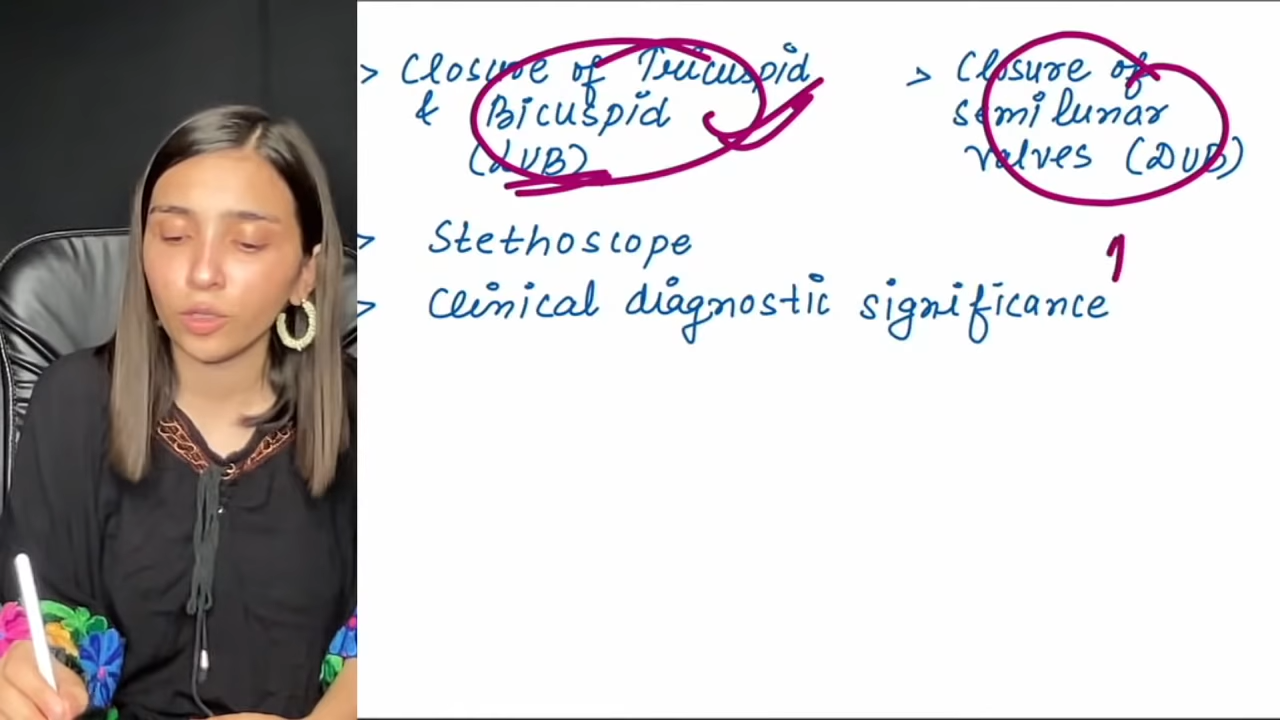 > Closure of Tricuspid
& Bicuspid
(LUB)
> Closure of
semilunar
valves (DUB)
> Stethoscope
> Clinical diagnostic significance